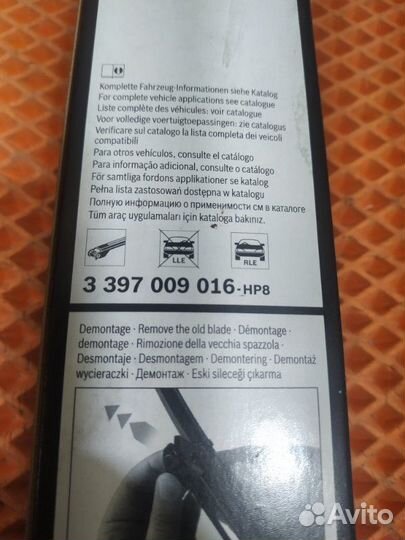 Komplette Fahrzeug-Informationen siehe Katalog
For complete vehicle applications see catalogue
Liste complète des véhicules: voir catalogue
Voor volledige voertuigtoepassingen: zie catalogus
Verificare sul catalogo la lista completa dei veicoli
compatibili
Para otros vehículos, consulte el catálogo
Para informação adicional, consulte o catálogo
För samtliga fordons applikationer se katalog
Pełna lista zastosowań dostępna w katalogu
Полную информацию о применимости см в каталоге
Tüm araç uygulamaları için kataloga bakınız.
LLE
RLE
3 397 009 016-HP8
Demontage · Remove the old blade · Démontage ·
demontage · Rimozione della vecchia spazzola ·
Desmontaje · Desmontagem · Demontering · Demontaż
wycieraczki · Демонтаж · Eski sileceği çıkarma
Avito